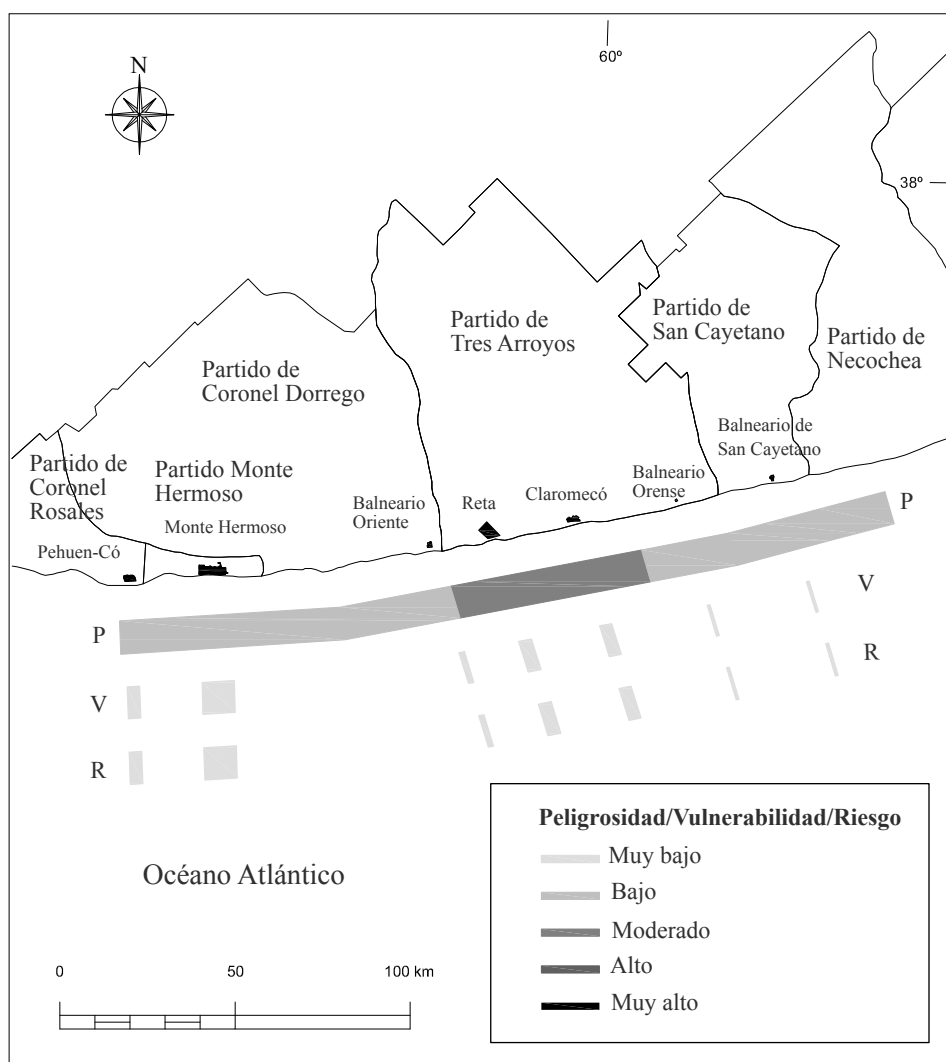 60º
N
38º
Partido de
San Cayetano
Partido de
Tres Arroyos
Partido de
Necochea
Partido de
Coronel Dorrego
Balneario de
San Cayetano
Partido de
Coronel
Rosales
Partido Monte
Hermoso
Balneario
Orense
Claromecó
Reta
Balneario
Oriente
Monte Hermoso
Pehuen-Có
P
V
R
P
V
R
Peligrosidad/Vulnerabilidad/Riesgo
Muy bajo
Bajo
Moderado
Alto
Muy alto
Océano Atlántico
0 50 100 km